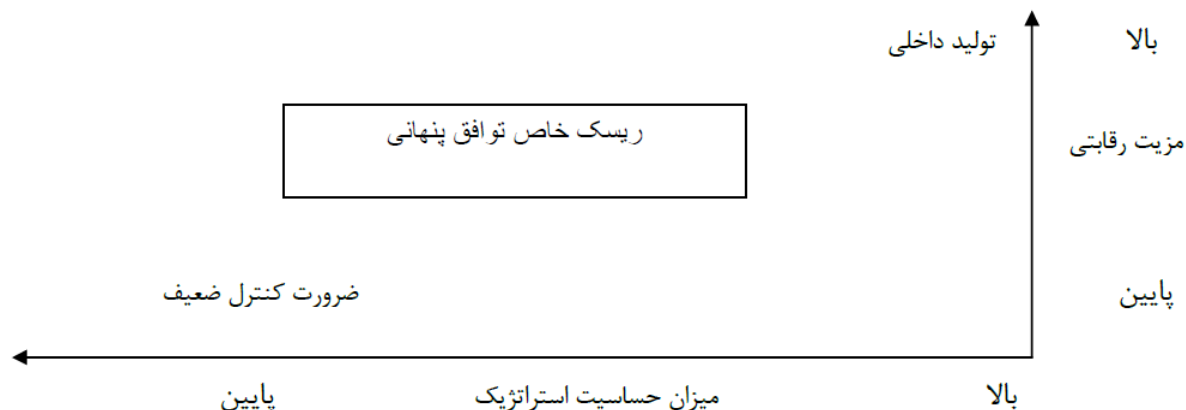 بالا
تولید داخلی
مزیت رقابتی
ریسک خاص توافق پنهانی
پایین
ضرورت کنترل ضعیف
بالا
میزان حساسیت استراتژیک
پایین